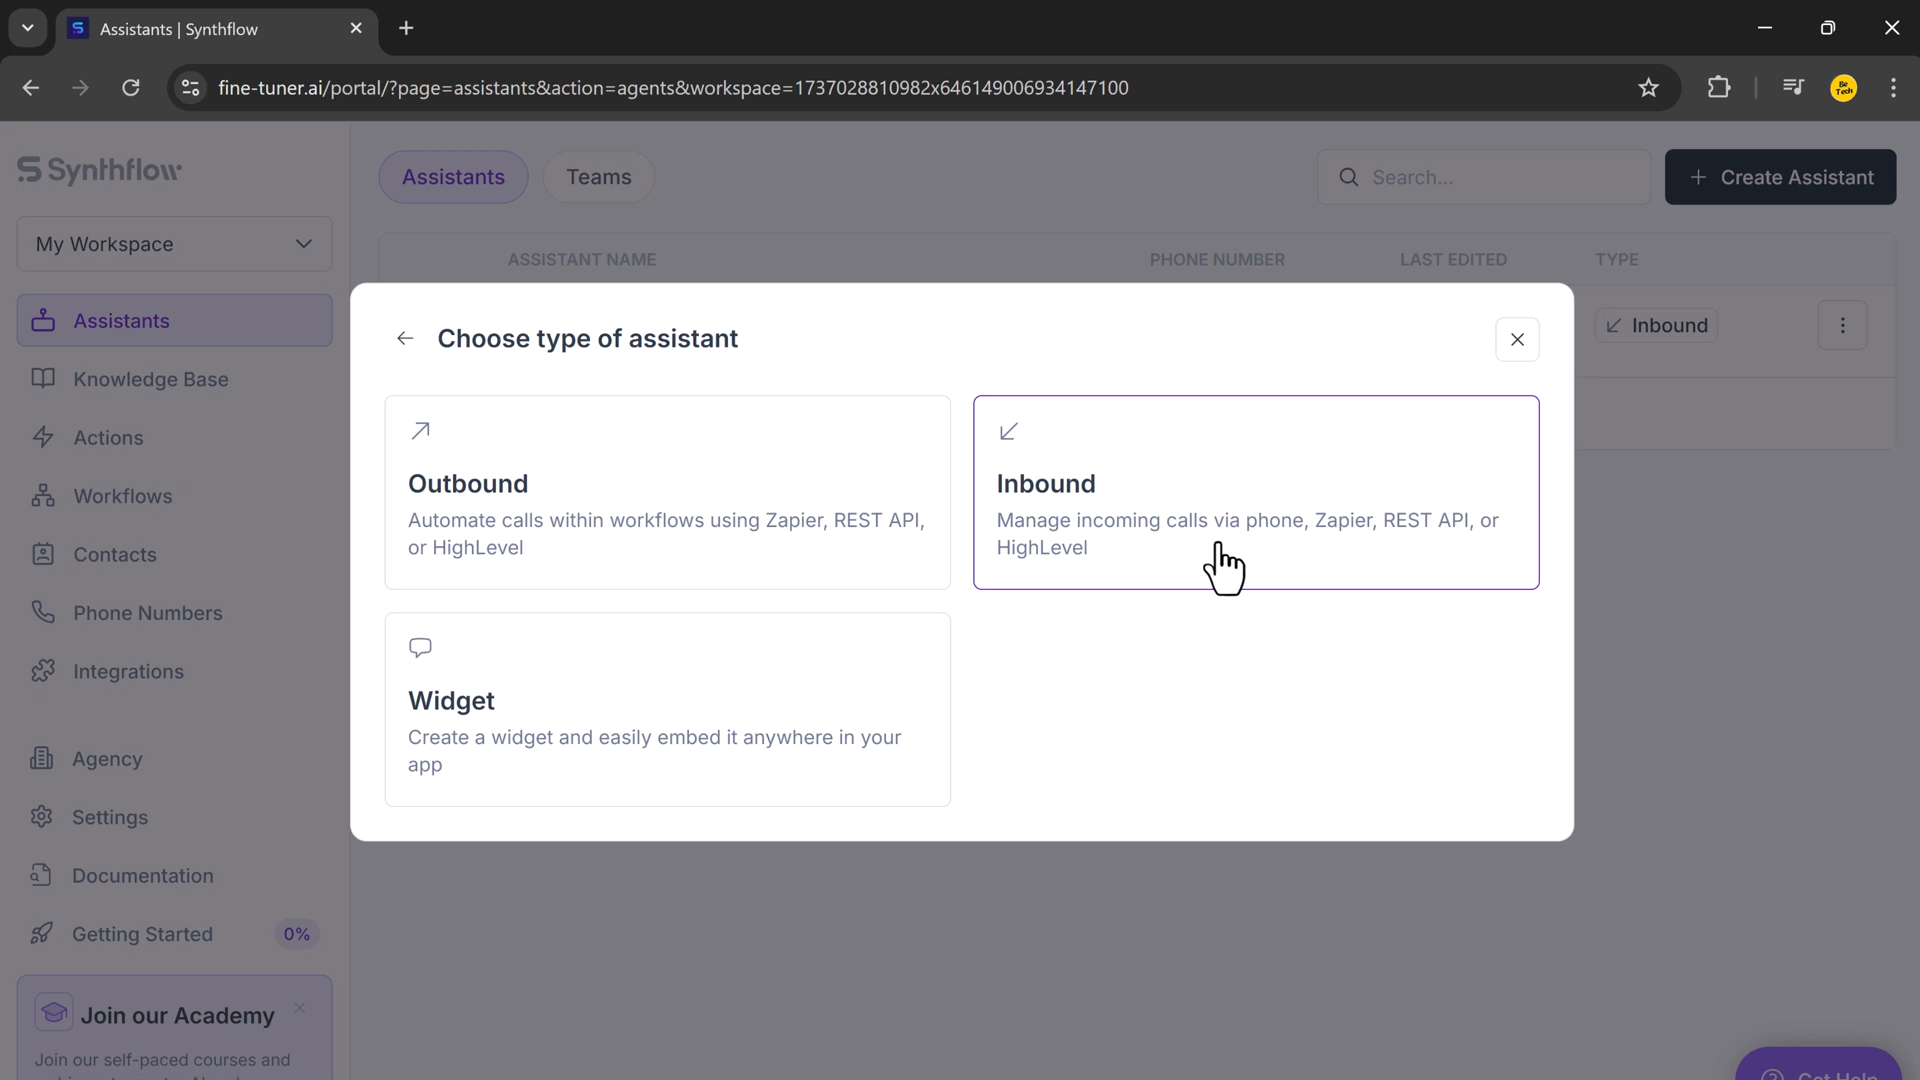 Assistants | Synthflow
fine-tuner.ai/portal/?page=assistants&action=agents&workspace=1737028810982x646149006934147100
Be
Tech
Synthflow
Assistants
Teams
Search...
Create Assistant
My Workspace
ASSISTANT NAME
PHONE NUMBER
LAST EDITED
TYPE
Assistants
Inbound
Choose type of assistant
Knowledge Base
Actions
Outbound
Automate calls within workflows using Zapier, REST API,
or HighLevel
Inbound
Manage incoming calls via phone, Zapier, REST API, or
HighLevel
Workflows
Contacts
Phone Numbers
Integrations
Widget
Create a widget and easily embed it anywhere in your
app
Agency
Settings
Documentation
Getting Started
0%
Join our Academy
Join our self-paced courses and
Get Help